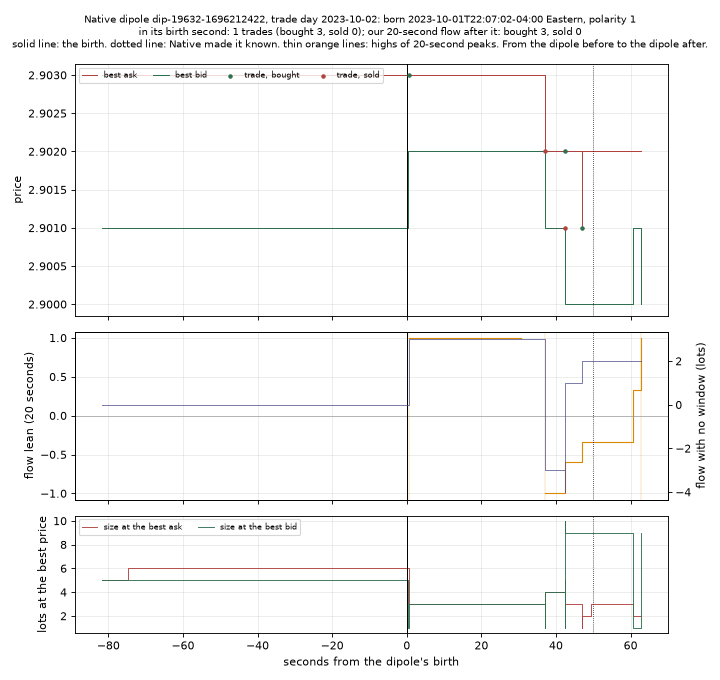 Native dipole dip-19632-1696212422, trade day 2023-10-02: born 2023-10-01T22:07:02-04:00 Eastern, polarity 1
in its birth second: 1 trades (bought 3, sold 0); our 20-second flow after it: bought 3, sold 0
solid line: the birth. dotted line: Native made it known. thin orange lines: highs of 20-second peaks. From the dipole before to the dipole after.
best ask best bid trade, bought trade, sold
2.9030
2.9020
2.9015
2.9010
2.9005
2.9000
price
1.0
0.5
0.0
−0.5
−1.0
flow lean (20 seconds)
2
0
−2
−4
flow with no window (lots)
size at the best ask size at the best bid
10
8
6
4
2
lots at the best price
−80 −60 −40 −20 0 20 40 60
seconds from the dipole's birth